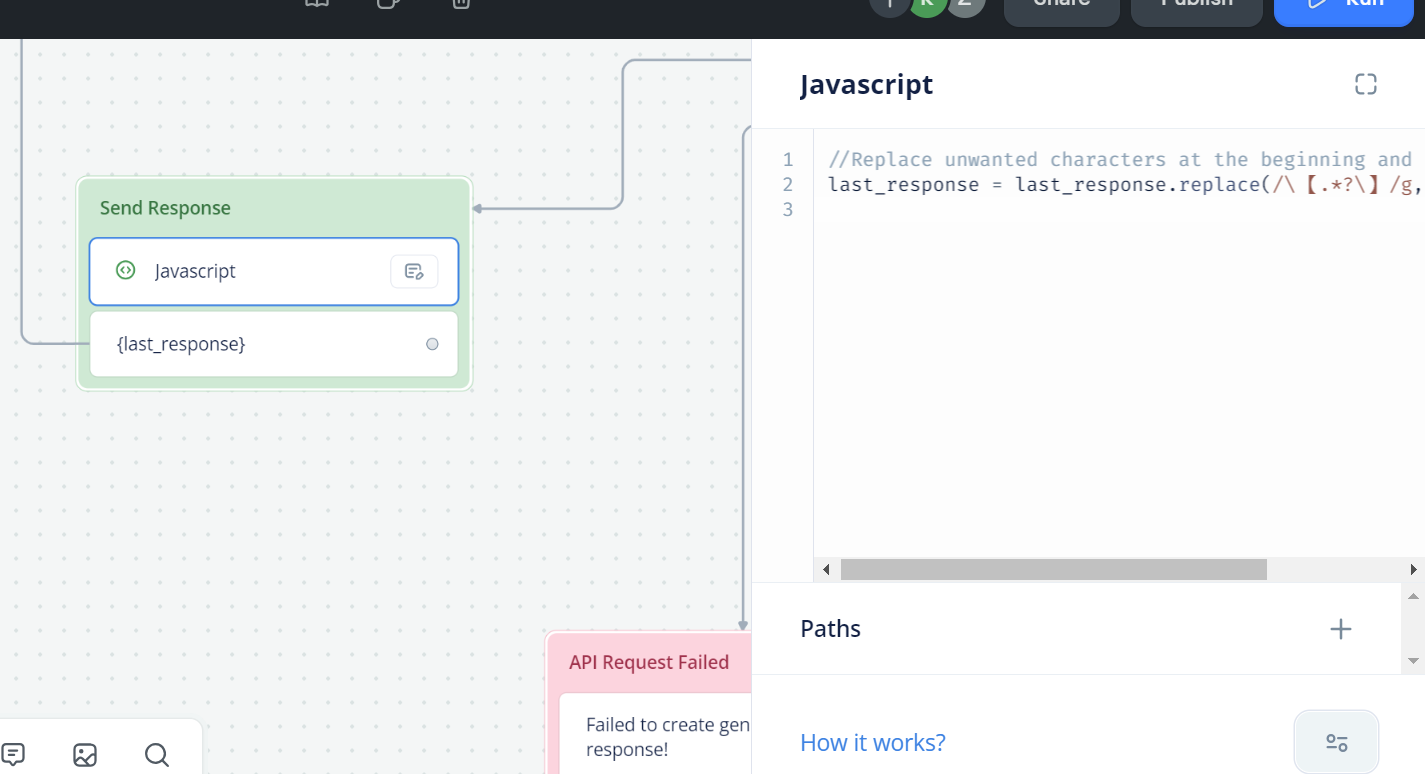 Share
Publish
Run
Send Response
Javascript
{last_response}
API Request Failed
Failed to create gen
response!
Javascript
1 //Replace unwanted characters at the beginning and
2 last_response = last_response.replace(/\【.*?\】/g,
3
Paths
How it works?